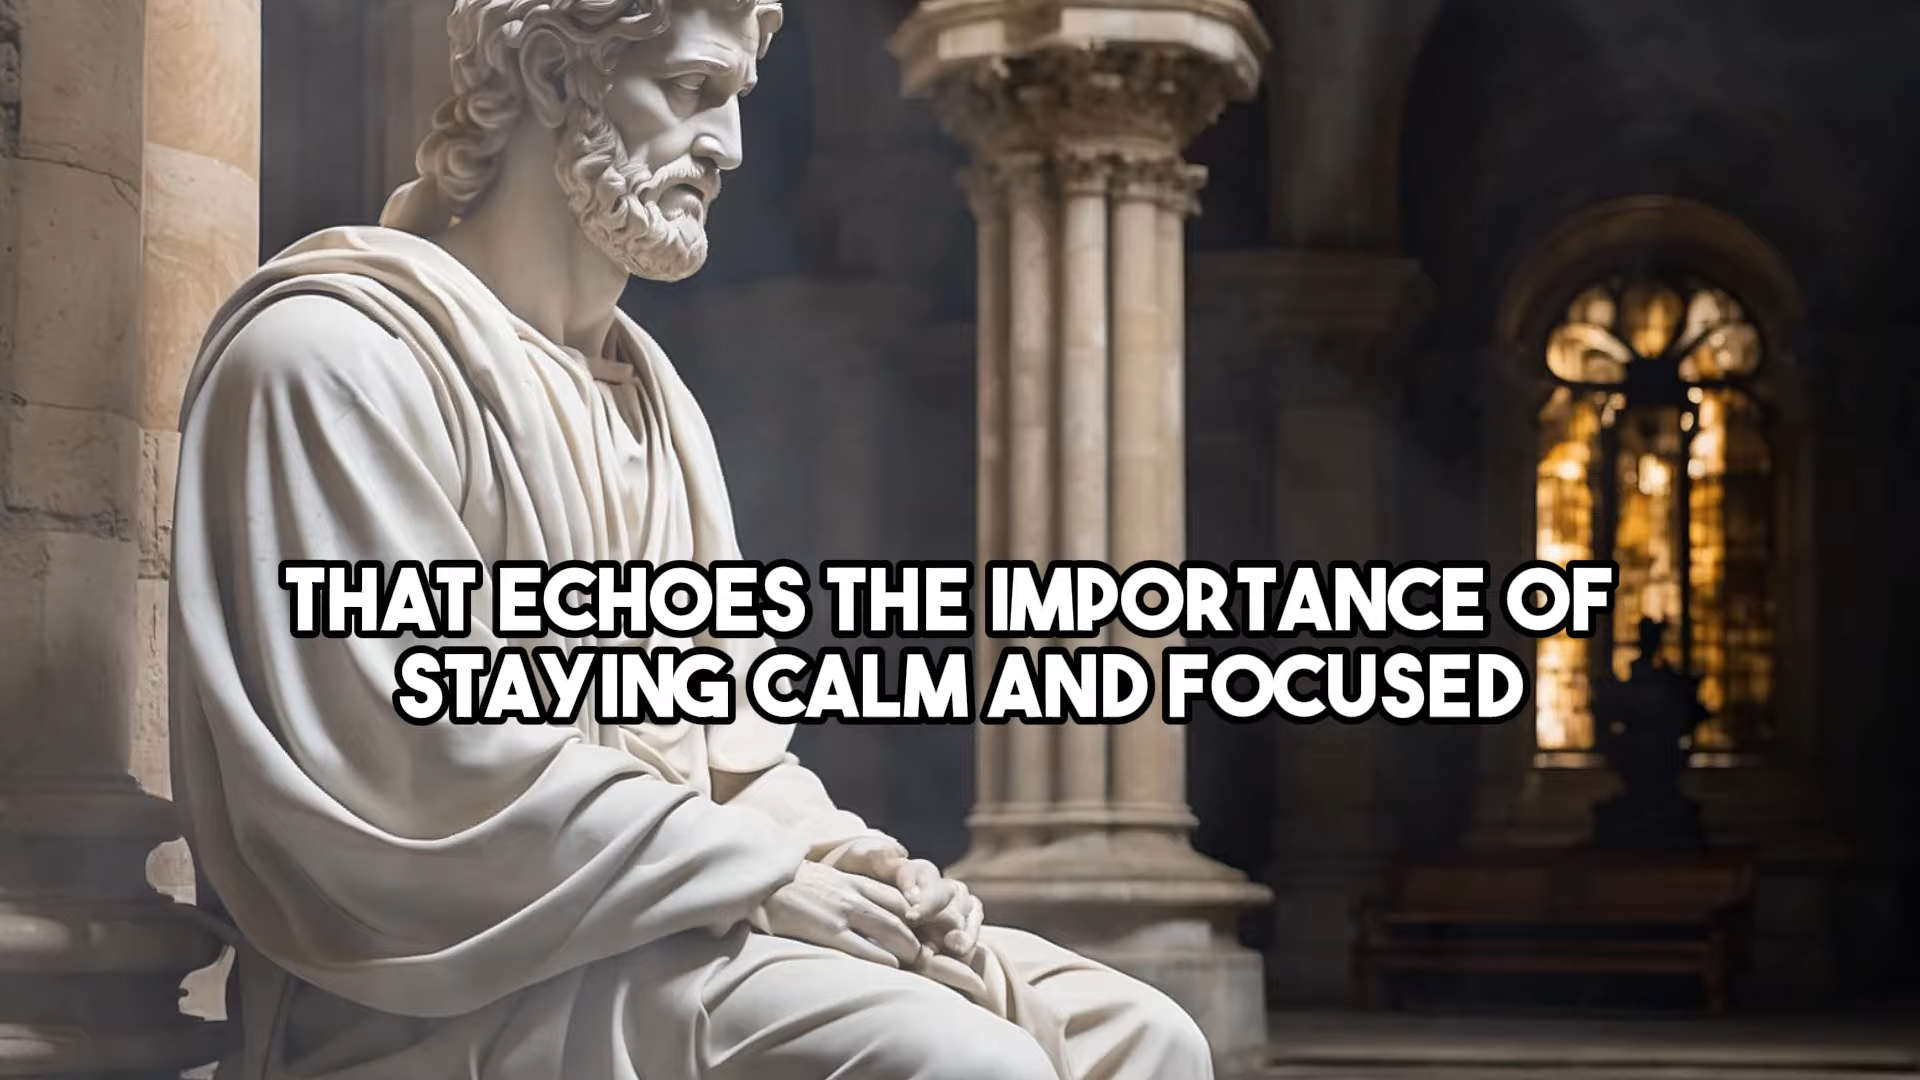 THAT ECHOES THE IMPORTANCE OF
STAYING CALM AND FOCUSED